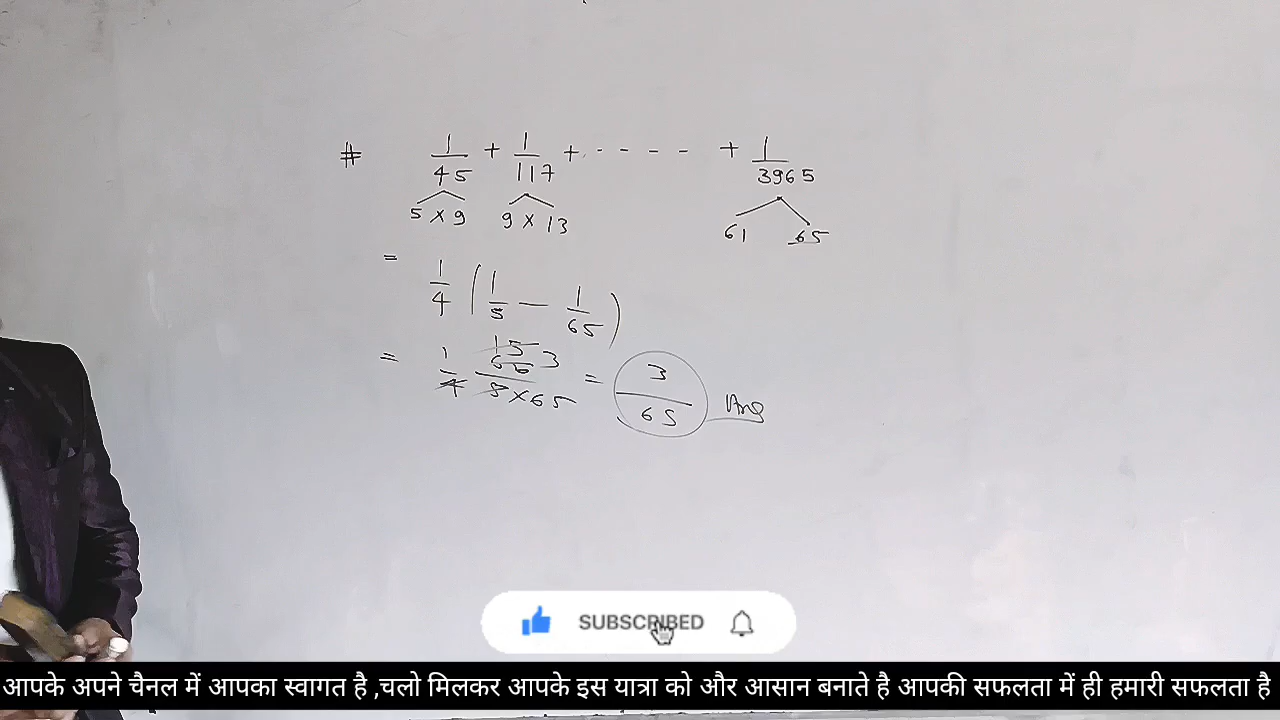 # 1/45 + 1/117 + - - - - + 1/3965
5 × 9 9 × 13 61 65
= 1/4 (1/5 — 1/65)
= 1/4 60 15 3 / 5×65 = 3/65 Ans
SUBSCRIBED
आपके अपने चैनल में आपका स्वागत है ,चलो मिलकर आपके इस यात्रा को और आसान बनाते है आपकी सफलता में ही हमारी सफलता है